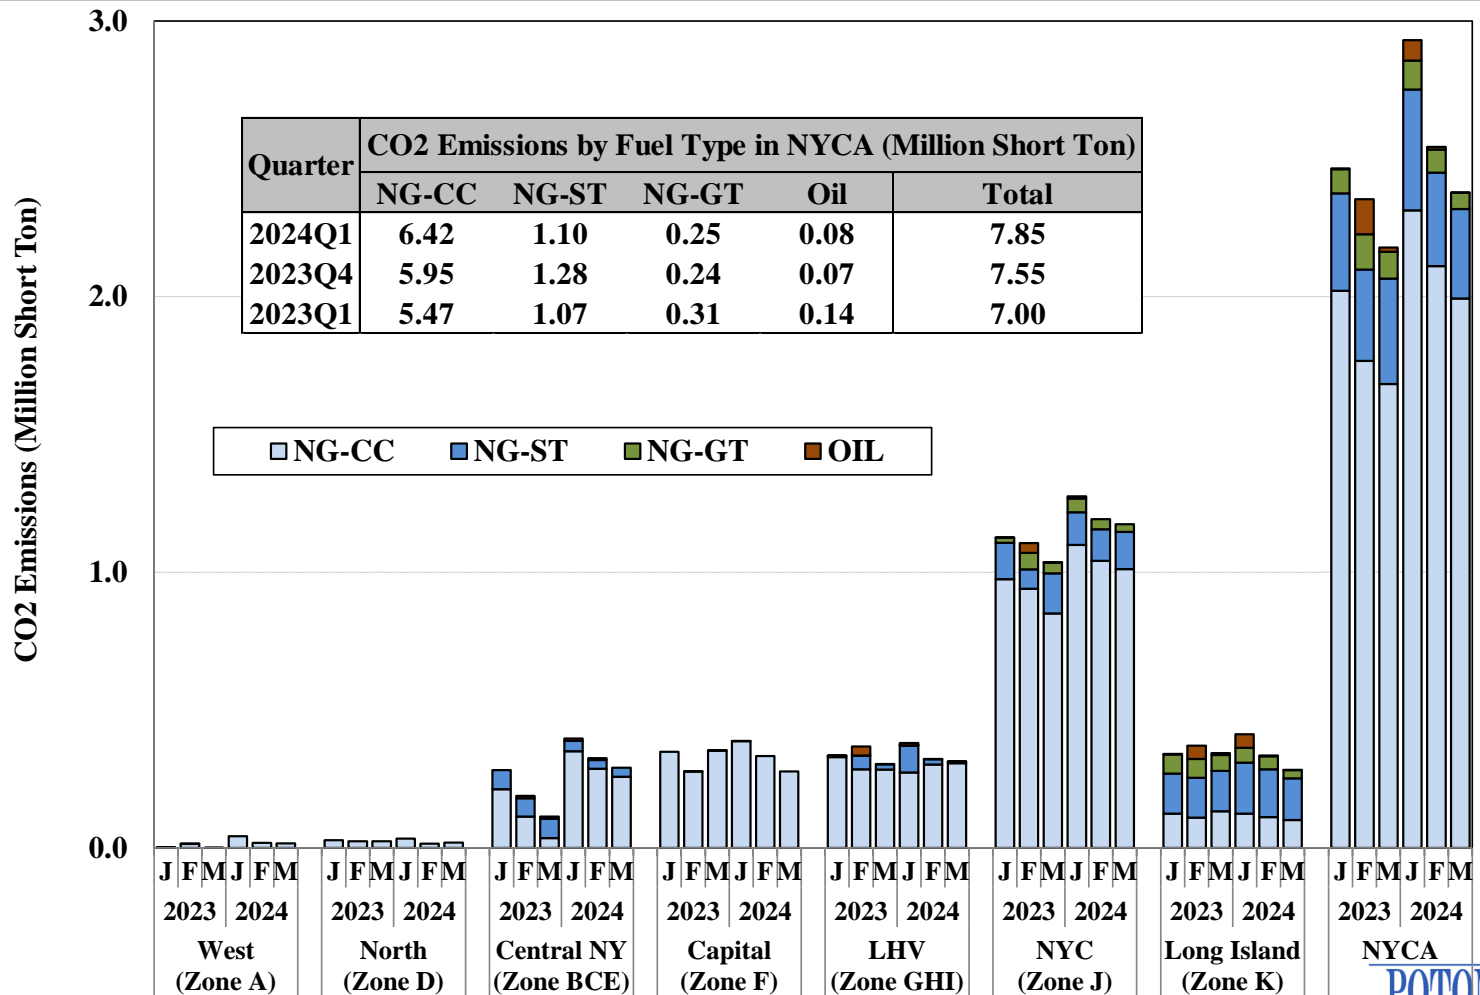 3.0
2.0
1.0
0.0
CO2 Emissions (Million Short Ton)
Quarter CO2 Emissions by Fuel Type in NYCA (Million Short Ton)
NG-CC NG-ST NG-GT Oil Total
2024Q1 6.42 1.10 0.25 0.08 7.85
2023Q4 5.95 1.28 0.24 0.07 7.55
2023Q1 5.47 1.07 0.31 0.14 7.00
NG-CC NG-ST NG-GT OIL
J F M J F M J F M J F M J F M J F M J F M J F M J F M J F M J F M J F M J F M J F M J F M J F M
2023 2024 2023 2024 2023 2024 2023 2024 2023 2024 2023 2024 2023 2024 2023 2024
West North Central NY Capital LHV NYC Long Island NYCA
(Zone A) (Zone D) (Zone BCE) (Zone F) (Zone GHI) (Zone J) (Zone K)